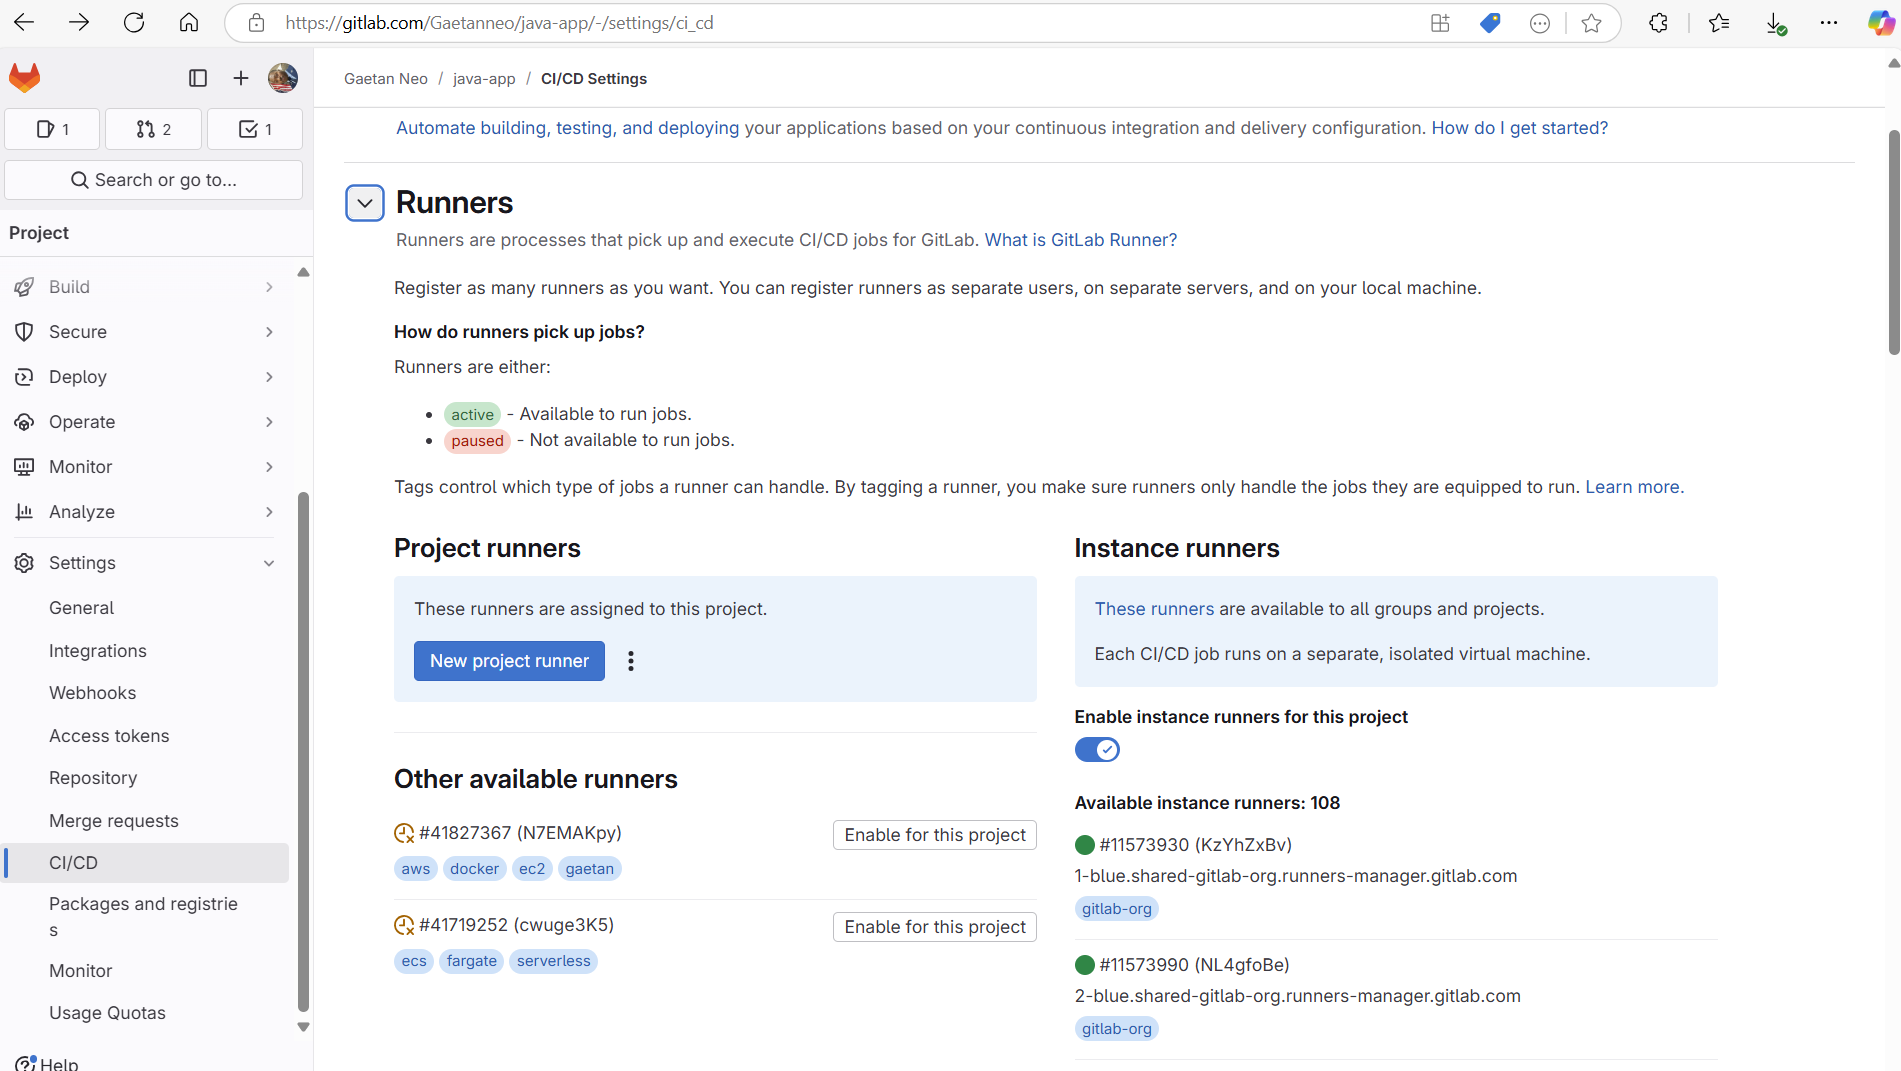 https://gitlab.com/Gaetanneo/java-app/-/settings/ci_cd
Gaetan Neo / java-app / CI/CD Settings
1
2
1
Search or go to...
Project
Build
Secure
Deploy
Operate
Monitor
Analyze
Settings
General
Integrations
Webhooks
Access tokens
Repository
Merge requests
CI/CD
Packages and registrie
s
Monitor
Usage Quotas
Help
Automate building, testing, and deploying your applications based on your continuous integration and delivery configuration. How do I get started?
Runners
Runners are processes that pick up and execute CI/CD jobs for GitLab. What is GitLab Runner?
Register as many runners as you want. You can register runners as separate users, on separate servers, and on your local machine.
How do runners pick up jobs?
Runners are either:
active - Available to run jobs.
paused - Not available to run jobs.
Tags control which type of jobs a runner can handle. By tagging a runner, you make sure runners only handle the jobs they are equipped to run. Learn more.
Project runners
These runners are assigned to this project.
New project runner
Other available runners
#41827367 (N7EMAKpy)
Enable for this project
aws docker ec2 gaetan
#41719252 (cwuge3K5)
Enable for this project
ecs fargate serverless
Instance runners
These runners are available to all groups and projects.
Each CI/CD job runs on a separate, isolated virtual machine.
Enable instance runners for this project
Available instance runners: 108
#11573930 (KzYhZxBv)
1-blue.shared-gitlab-org.runners-manager.gitlab.com
gitlab-org
#11573990 (NL4gfoBe)
2-blue.shared-gitlab-org.runners-manager.gitlab.com
gitlab-org